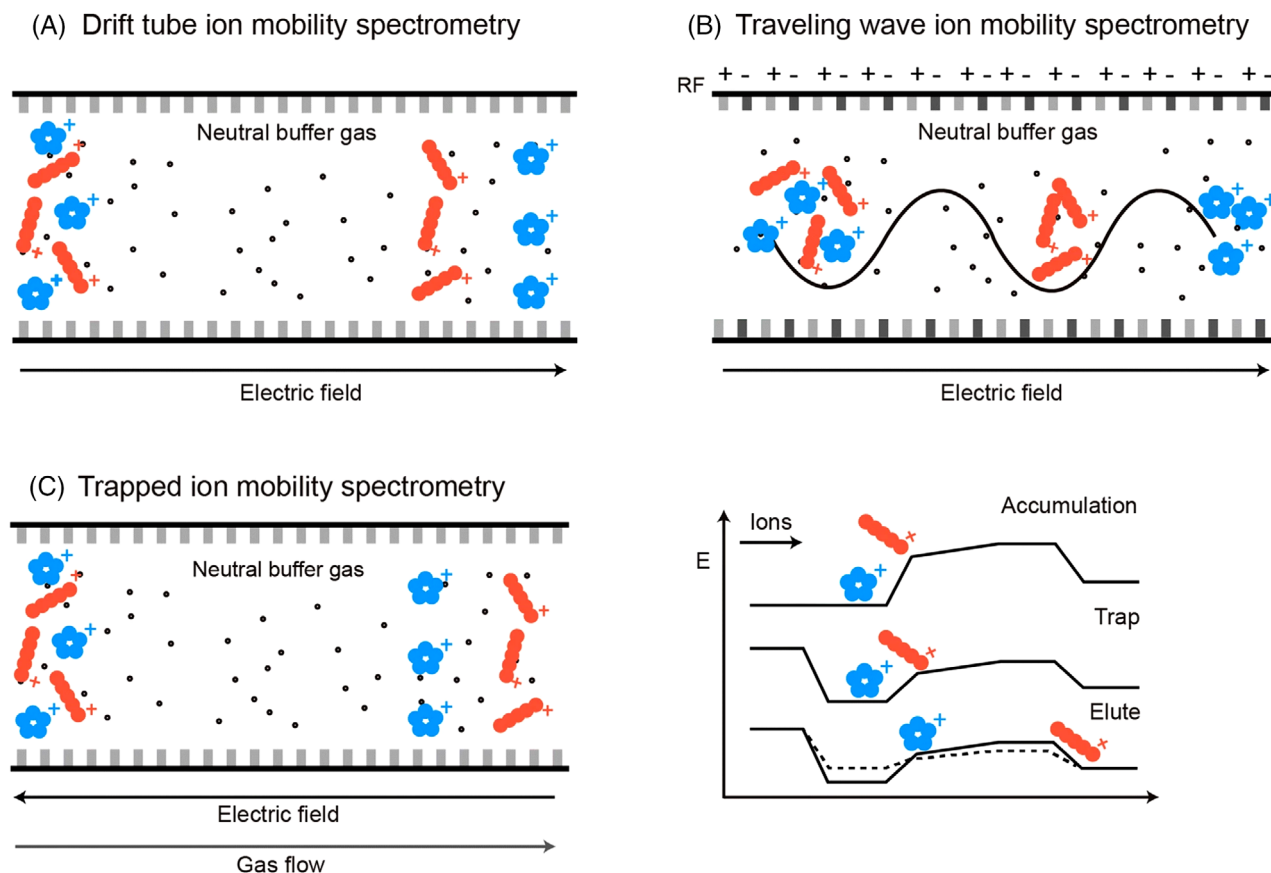 (A) Drift tube ion mobility spectrometry
Neutral buffer gas
Electric field
(B) Traveling wave ion mobility spectrometry
RF + - + - + - + - + - + - + - + - + - + - + -
Neutral buffer gas
Electric field
(C) Trapped ion mobility spectrometry
Neutral buffer gas
Electric field
Gas flow
Accumulation
Ions
E
Trap
Elute